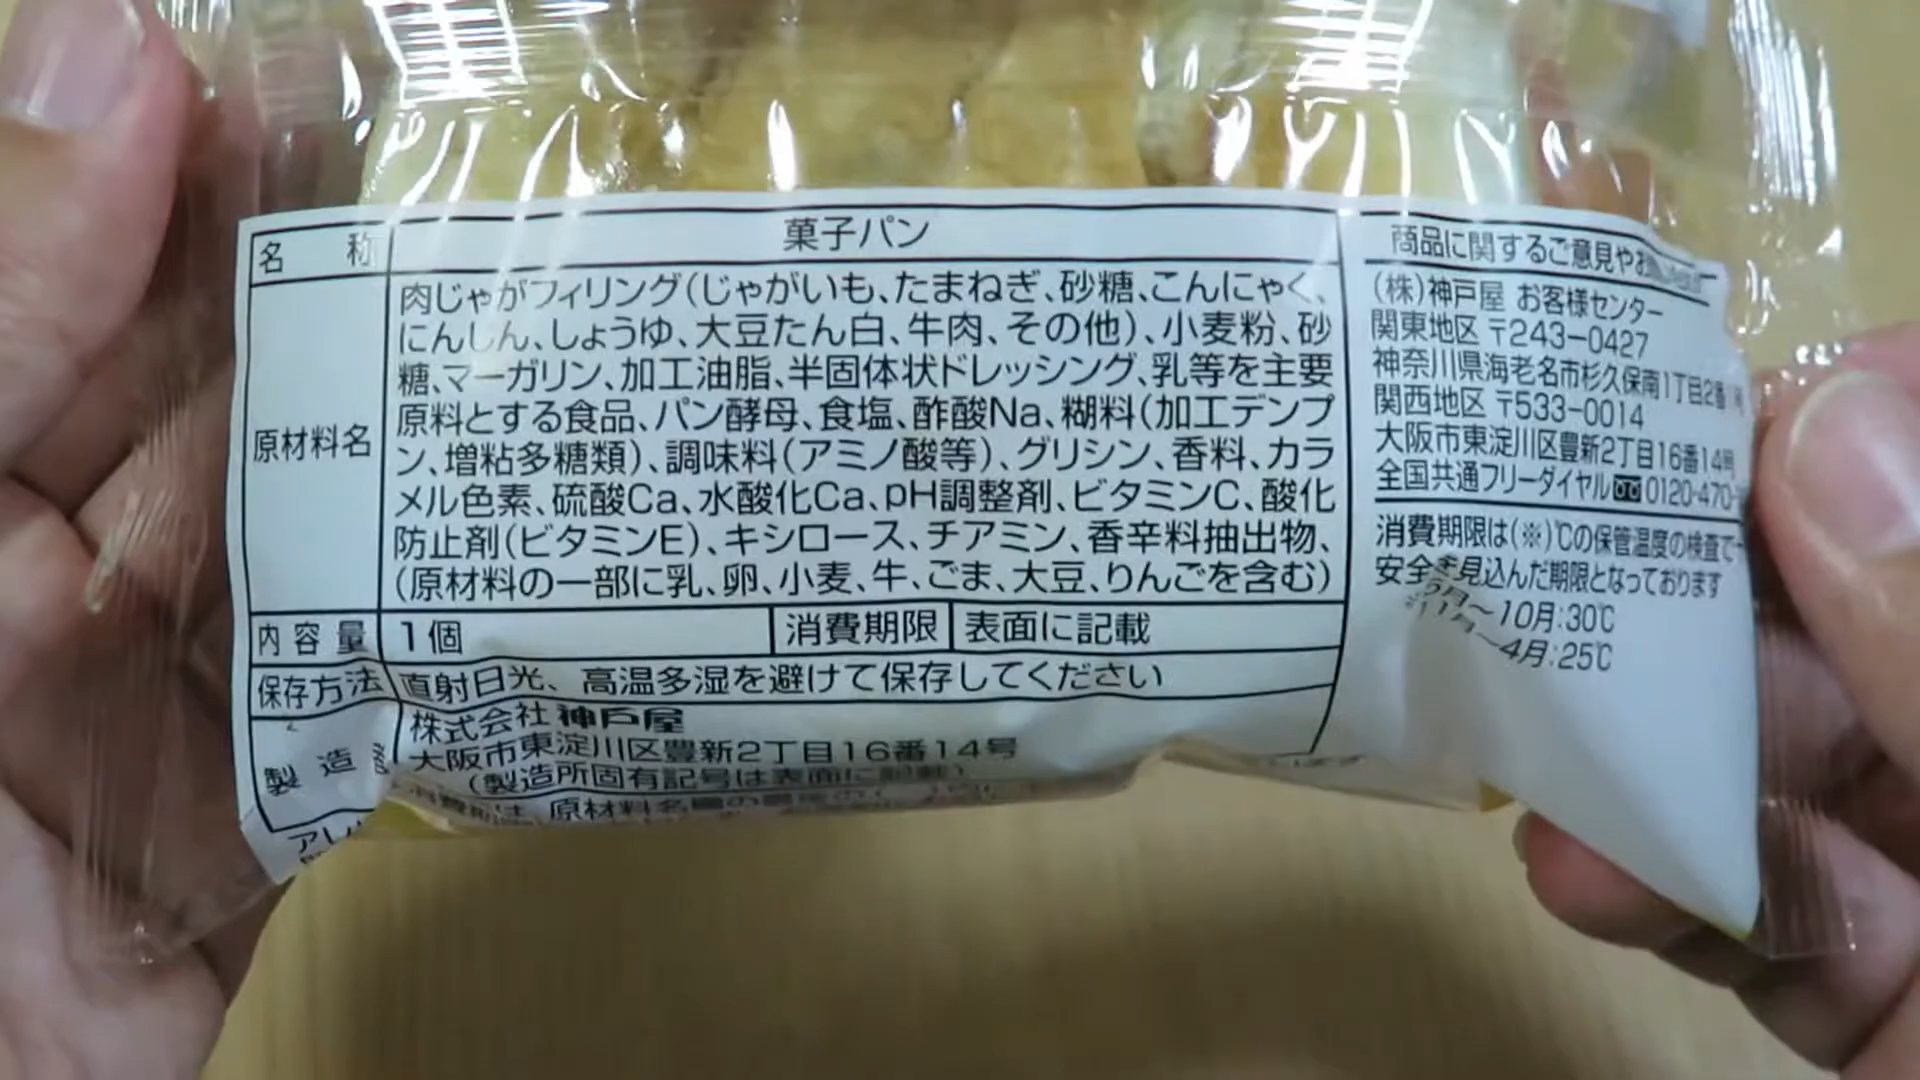 名称 菓子パン
原材料名
肉じゃがフィリング(じゃがいも、たまねぎ、砂糖、こんにゃく、
にんじん、しょうゆ、大豆たん白、牛肉、その他)、小麦粉、砂
糖、マーガリン、加工油脂、半固体状ドレッシング、乳等を主要
原料とする食品、パン酵母、食塩、酢酸Na、糊料(加工デンプ
ン、増粘多糖類)、調味料(アミノ酸等)、グリシン、香料、カラ
メル色素、硫酸Ca、水酸化Ca、pH調整剤、ビタミンC、酸化
防止剤(ビタミンE)、キシロース、チアミン、香辛料抽出物、
(原材料の一部に乳、卵、小麦、牛、ごま、大豆、りんごを含む)
内容量 1個 消費期限 表面に記載
保存方法 直射日光、高温多湿を避けて保存してください
製造者 株式会社神戸屋
大阪市東淀川区豊新2丁目16番14号
(製造所固有記号は表面に記載)
原材料名欄の
アレル
商品に関するご意見やお
(株)神戸屋 お客様センター
関東地区 〒243-0427
神奈川県海老名市杉久保南1丁目2番
関西地区 〒533-0014
大阪市東淀川区豊新2丁目16番14号
全国共通フリーダイヤル 0120-470-
消費期限は(※)℃の保管温度の検査で
安全を見込んだ期限となっております
※5月〜10月:30℃
11月〜4月:25℃